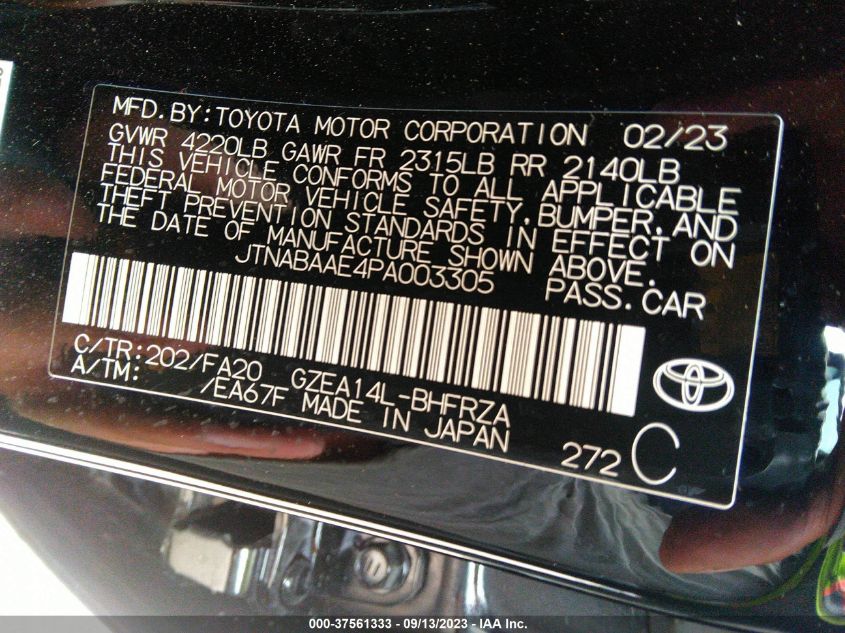 MFD.BY:TOYOTA MOTOR CORPORATION 02/23
GVWR 4220LB GAWR FR 2315LB RR 2140LB
THIS VEHICLE CONFORMS TO ALL APPLICABLE
FEDERAL MOTOR VEHICLE SAFETY,BUMPER,AND
THEFT PREVENTION STANDARDS IN EFFECT ON
THE DATE OF MANUFACTURE SHOWN ABOVE.
JTNABAAE4PA003305 PASS.CAR
C/TR:202/FA20 GZEA14L-BHFRZA
A/TM: /EA67F MADE IN JAPAN
272 C
000-37561333 - 09/13/2023 - IAA Inc.